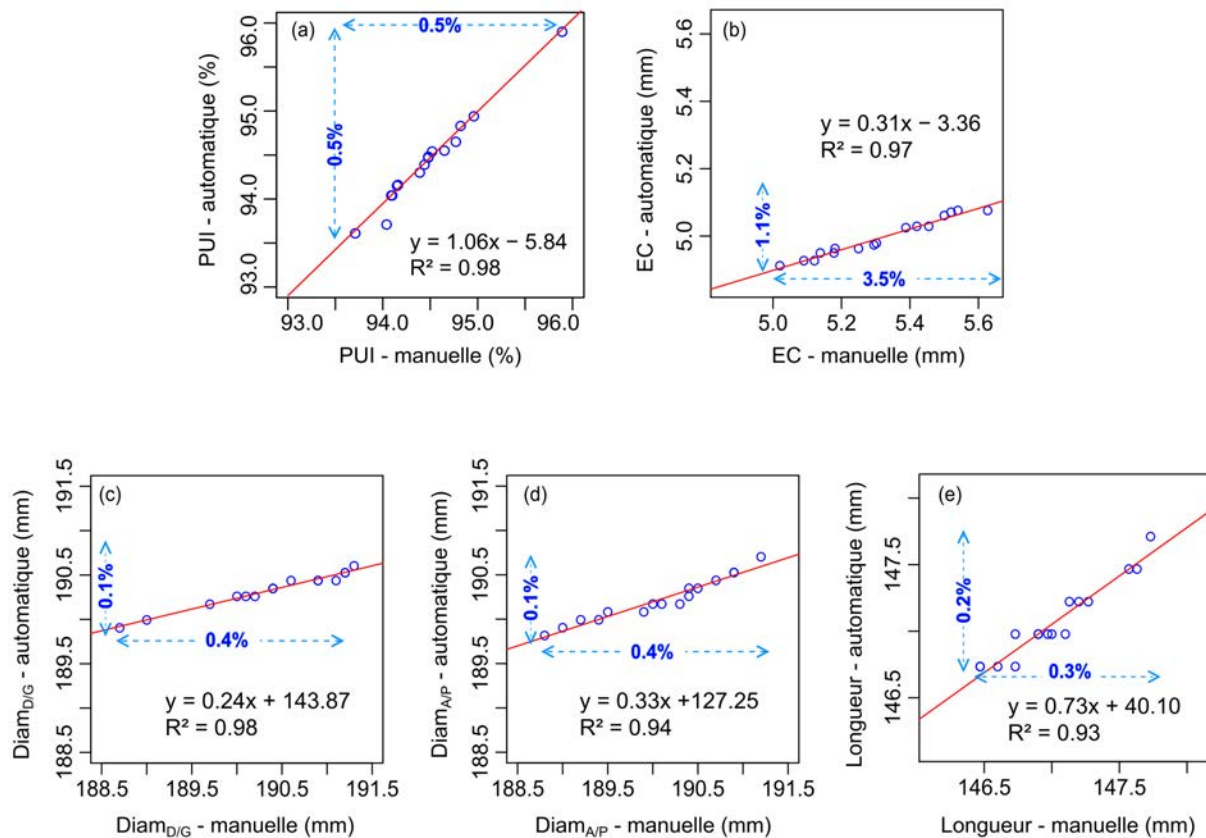 (a)
0.5%
0.5%
96.0
95.0
94.0
93.0
PUI - automatique (%)
y = 1.06x − 5.84
R² = 0.98
93.0 94.0 95.0 96.0
PUI - manuelle (%)
(b)
5.6
5.4
5.2
5.0
EC - automatique (mm)
y = 0.31x − 3.36
R² = 0.97
1.1%
3.5%
5.0 5.2 5.4 5.6
EC - manuelle (mm)
(c)
191.5
190.5
189.5
188.5
DiamD/G - automatique (mm)
0.1%
0.4%
y = 0.24x + 143.87
R² = 0.98
188.5 189.5 190.5 191.5
DiamD/G - manuelle (mm)
(d)
191.5
190.5
189.5
188.5
DiamA/P - automatique (mm)
0.1%
0.4%
y = 0.33x +127.25
R² = 0.94
188.5 189.5 190.5 191.5
DiamA/P - manuelle (mm)
(e)
147.5
146.5
Longueur - automatique (mm)
0.2%
0.3%
y = 0.73x + 40.10
R² = 0.93
146.5 147.5
Longueur - manuelle (mm)